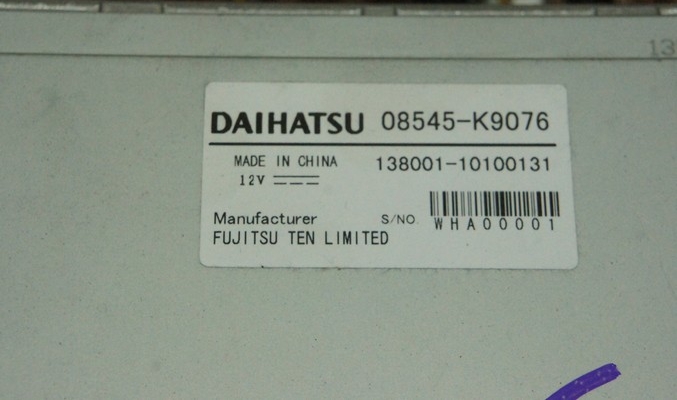 13
DAIHATSU 08545-K9076
MADE IN CHINA 138001-10100131
12V
Manufacturer S/NO. WHA00001
FUJITSU TEN LIMITED